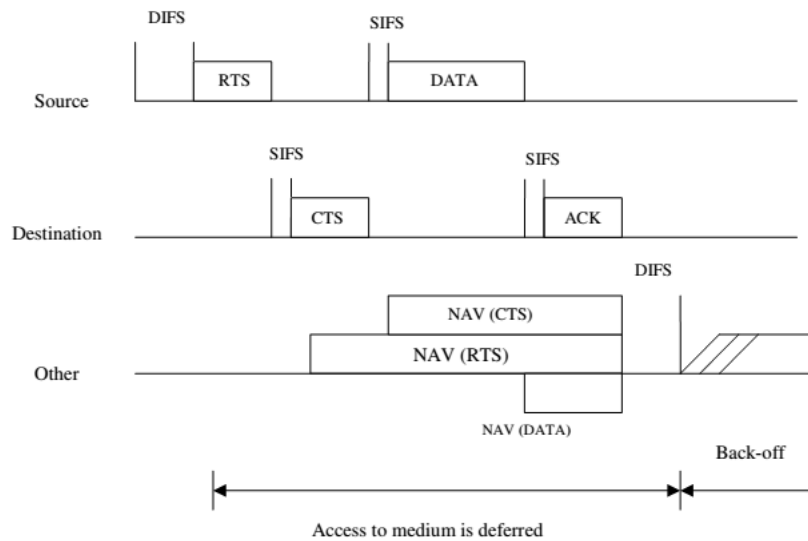 DIFS
SIFS
RTS
DATA
Source
SIFS
SIFS
CTS
ACK
Destination
DIFS
NAV (CTS)
NAV (RTS)
Other
NAV (DATA)
Back-off
Access to medium is deferred